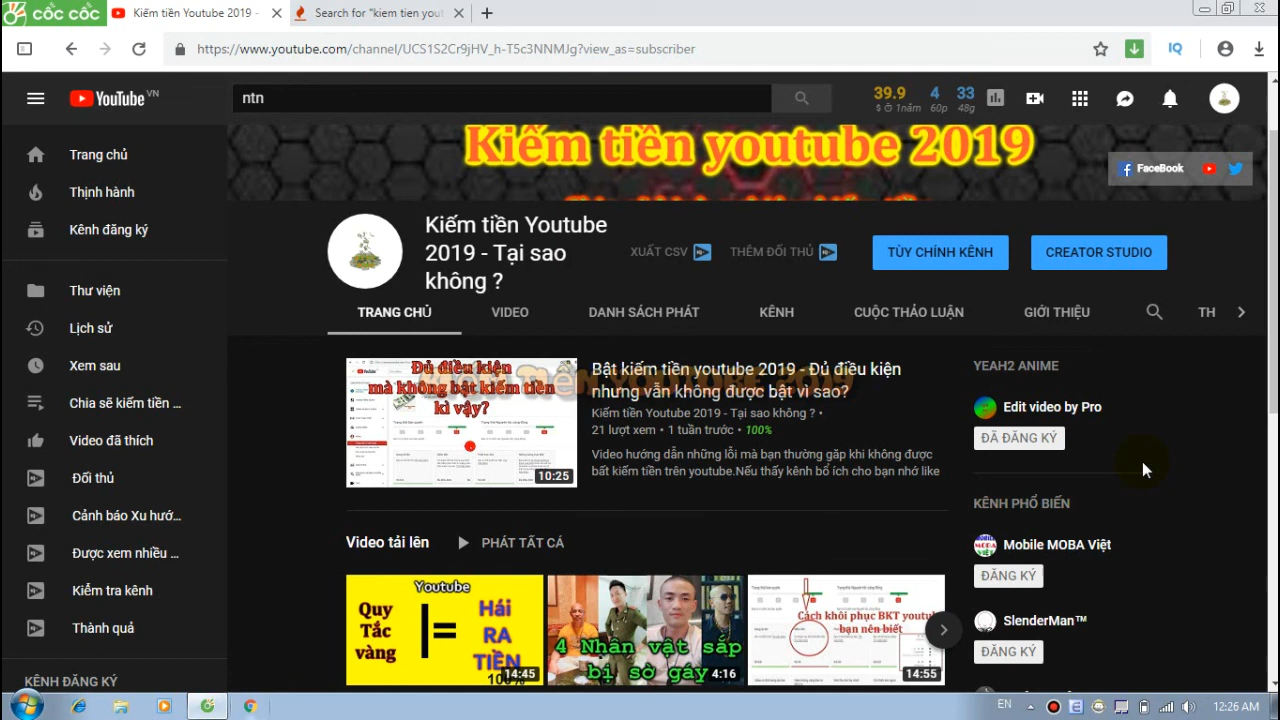 cốc cốc
Kiếm tiền Youtube 2019 -
Search for "kiem tien you
https://www.youtube.com/channel/UCS1S2Cr9jHV_h-T5c3NNMJg?view_as=subscriber
IQ
YouTube VN
ntn
39.9 4 33
$ 1năm 60p 48g
Kiếm tiền youtube 2019
FaceBook
Trang chủ
Thịnh hành
Kênh đăng ký
Thư viện
Lịch sử
Xem sau
Chia sẻ kiếm tiền ...
Video đã thích
Đối thủ
Cảnh báo Xu hướ...
Được xem nhiều ...
Kiểm tra kênh
Thành quả
KÊNH ĐĂNG KÝ
Kiếm tiền Youtube
2019 - Tại sao
không ?
XUẤT CSV
THÊM ĐỐI THỦ
TÙY CHỈNH KÊNH
CREATOR STUDIO
TRANG CHỦ
VIDEO
DANH SÁCH PHÁT
KÊNH
CUỘC THẢO LUẬN
GIỚI THIỆU
TH
Đủ điều kiện
mà không bật kiếm tiền
kì vậy?
10:25
Bật kiếm tiền youtube 2019 - Đủ điều kiện
nhưng vẫn không được bật vì sao?
Kiếm tiền Youtube 2019 - Tại sao không ? •
21 lượt xem • 1 tuần trước • 100%
Video hướng dẫn những lỗi mà bạn thường gặp khi không được
bật kiếm tiền trên youtube.Nếu thấy kênh bổ ích cho bạn nhớ like
YEAH2 ANIME
Edit video by Pro
ĐÃ ĐĂNG KÝ
KÊNH PHỔ BIẾN
Mobile MOBA Việt
ĐĂNG KÝ
SlenderMan™
ĐĂNG KÝ
Video tải lên
PHÁT TẤT CẢ
Youtube
Quy
Tắc
vàng
Hái
RA
TIỀN
100%
14:45
4 Nhân vật sắp
bị sờ gáy
4:16
Cách khôi phục BKT youtube
bạn nên biết
14:55
EN
12:26 AM